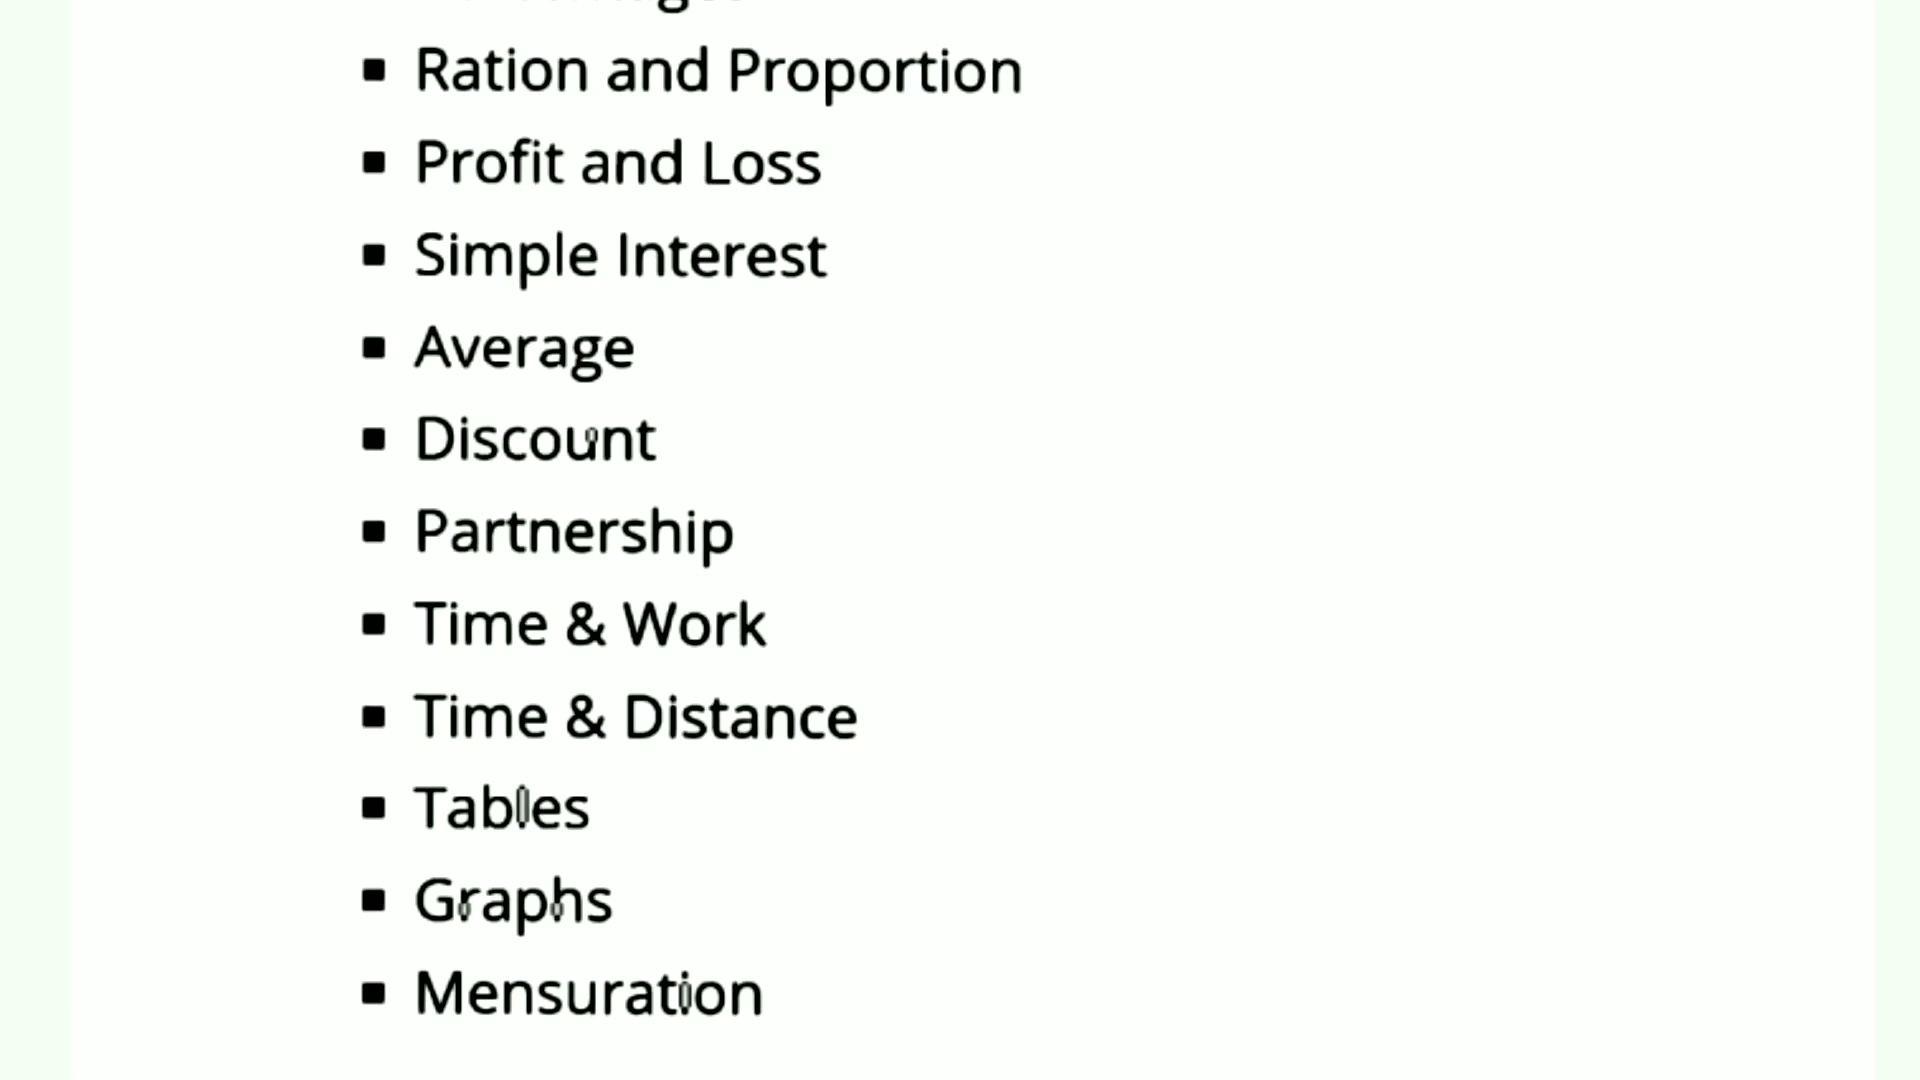 Ration and Proportion
Profit and Loss
Simple Interest
Average
Discount
Partnership
Time & Work
Time & Distance
Tables
Graphs
Mensuration